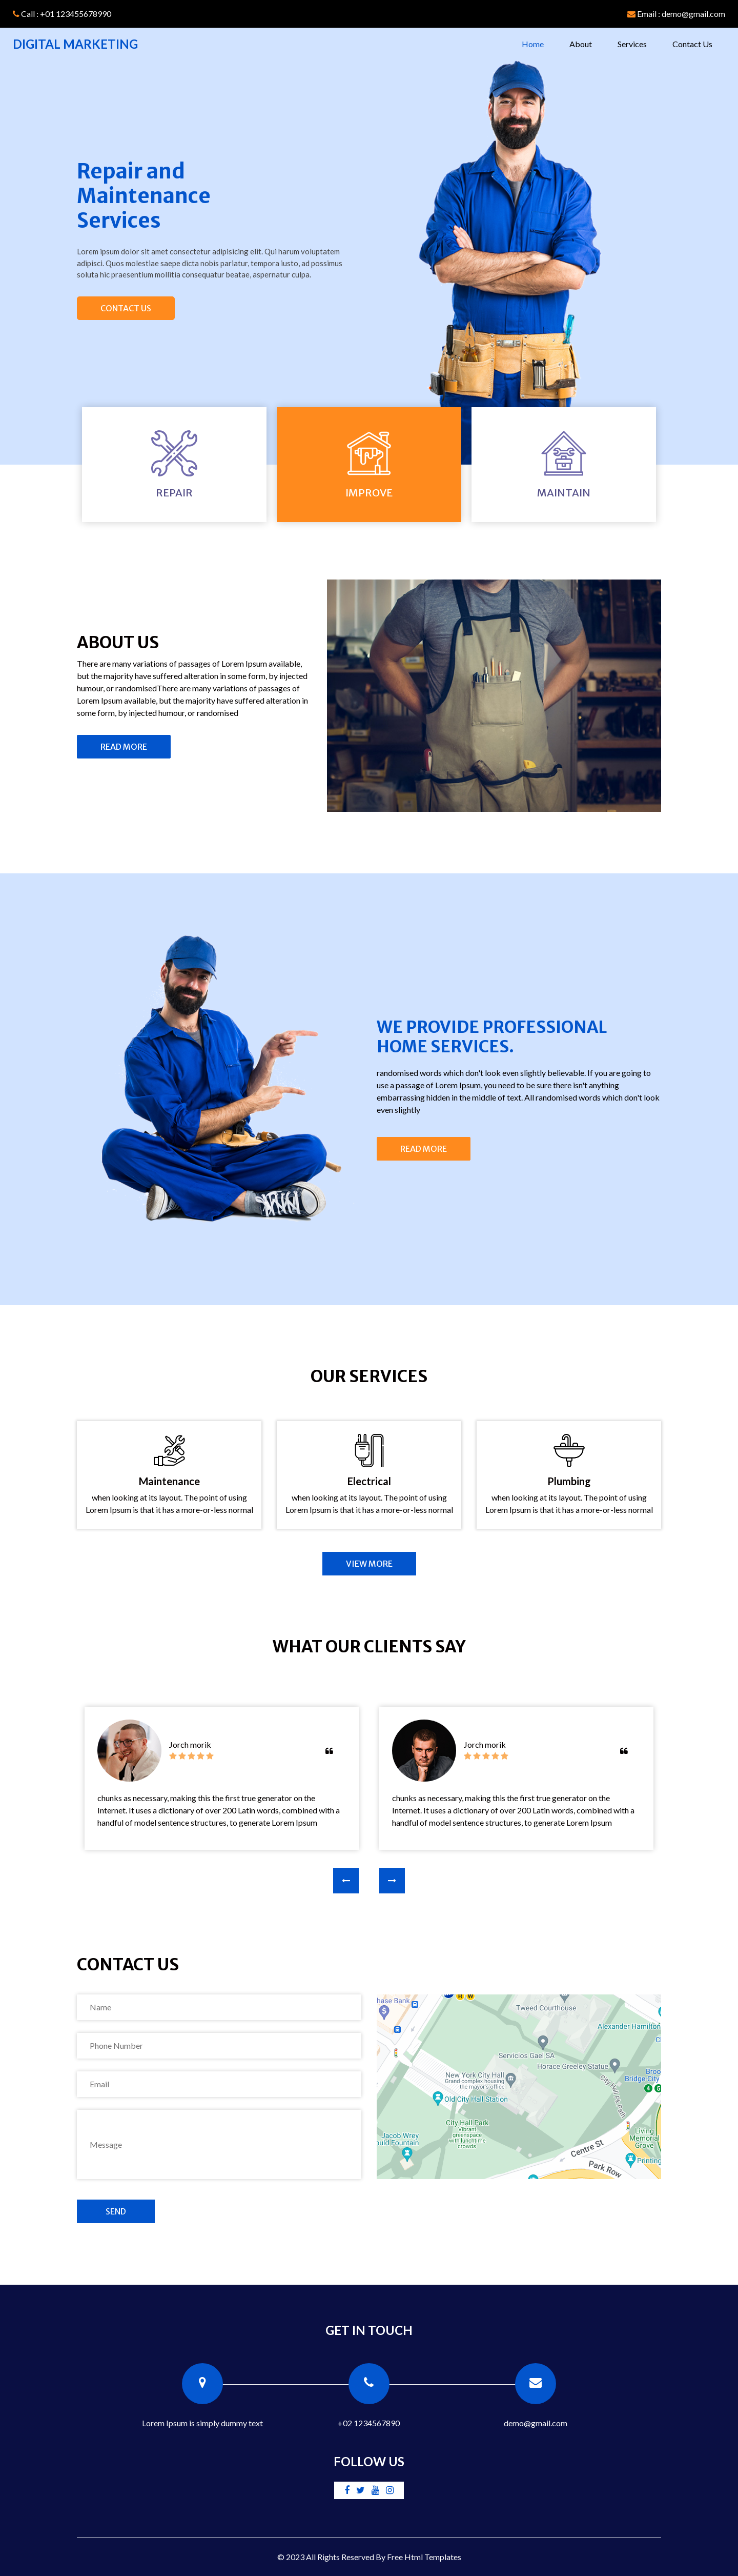 Call : +01 123455678990
Email : demo@gmail.com
DIGITAL MARKETING
Home
About
Services
Contact Us
Repair and
Maintenance
Services
Lorem ipsum dolor sit amet consectetur adipisicing elit. Qui harum voluptatem
adipisci. Quos molestiae saepe dicta nobis pariatur, tempora iusto, ad possimus
soluta hic praesentium mollitia consequatur beatae, aspernatur culpa.
CONTACT US
REPAIR
IMPROVE
MAINTAIN
ABOUT US
There are many variations of passages of Lorem Ipsum available,
but the majority have suffered alteration in some form, by injected
humour, or randomisedThere are many variations of passages of
Lorem Ipsum available, but the majority have suffered alteration in
some form, by injected humour, or randomised
READ MORE
WE PROVIDE PROFESSIONAL
HOME SERVICES.
randomised words which don't look even slightly believable. If you are going to
use a passage of Lorem Ipsum, you need to be sure there isn't anything
embarrassing hidden in the middle of text. All randomised words which don't look
even slightly
READ MORE
OUR SERVICES
Maintenance
when looking at its layout. The point of using
Lorem Ipsum is that it has a more-or-less normal
Electrical
when looking at its layout. The point of using
Lorem Ipsum is that it has a more-or-less normal
Plumbing
when looking at its layout. The point of using
Lorem Ipsum is that it has a more-or-less normal
VIEW MORE
WHAT OUR CLIENTS SAY
Jorch morik
chunks as necessary, making this the first true generator on the
Internet. It uses a dictionary of over 200 Latin words, combined with a
handful of model sentence structures, to generate Lorem Ipsum
Jorch morik
chunks as necessary, making this the first true generator on the
Internet. It uses a dictionary of over 200 Latin words, combined with a
handful of model sentence structures, to generate Lorem Ipsum
CONTACT US
Name
Phone Number
Email
Message
SEND
hase Bank
Tweed Courthouse
Alexander Hamilton
Servicios Gael SA
Horace Greeley Statue
New York City Hall
Grand complex housing
the mayor's office
Old City Hall Station
Broo
Bridge-City
City Hall Park Path
City Hall Park
Vibrant
greenspace
with lunchtime
crowds
Jacob Wrey
ould Fountain
Living
Memorial
Grove
Centre St
Park Row
Printing
GET IN TOUCH
Lorem Ipsum is simply dummy text
+02 1234567890
demo@gmail.com
FOLLOW US
© 2023 All Rights Reserved By Free Html Templates